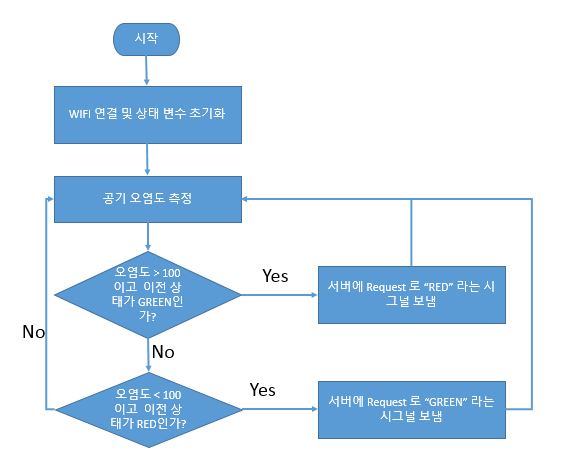 시작
WIFI 연결 및 상태 변수 초기화
공기 오염도 측정
오염도 > 100
이고 이전 상
태가 GREEN인
가?
Yes
서버에 Request 로 “RED” 라는 시
그널 보냄
No
No
오염도 < 100
이고 이전 상
태가 RED인가?
Yes
서버에 Request 로 “GREEN” 라는
시그널 보냄